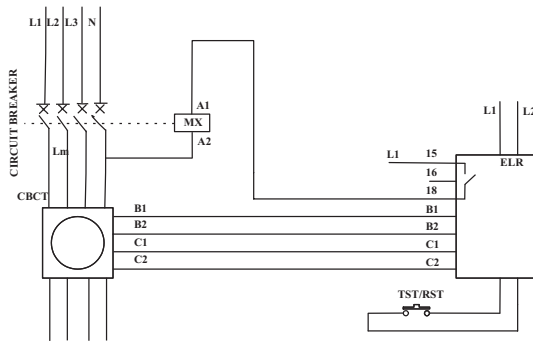 L1 L2 L3 N
CIRCUIT BREAKER
A1
MX
A2
Lm
CBCT
L1 L2
ELR
L1 15
16
18
B1 B1
B2 B2
C1 C1
C2 C2
TST/RST